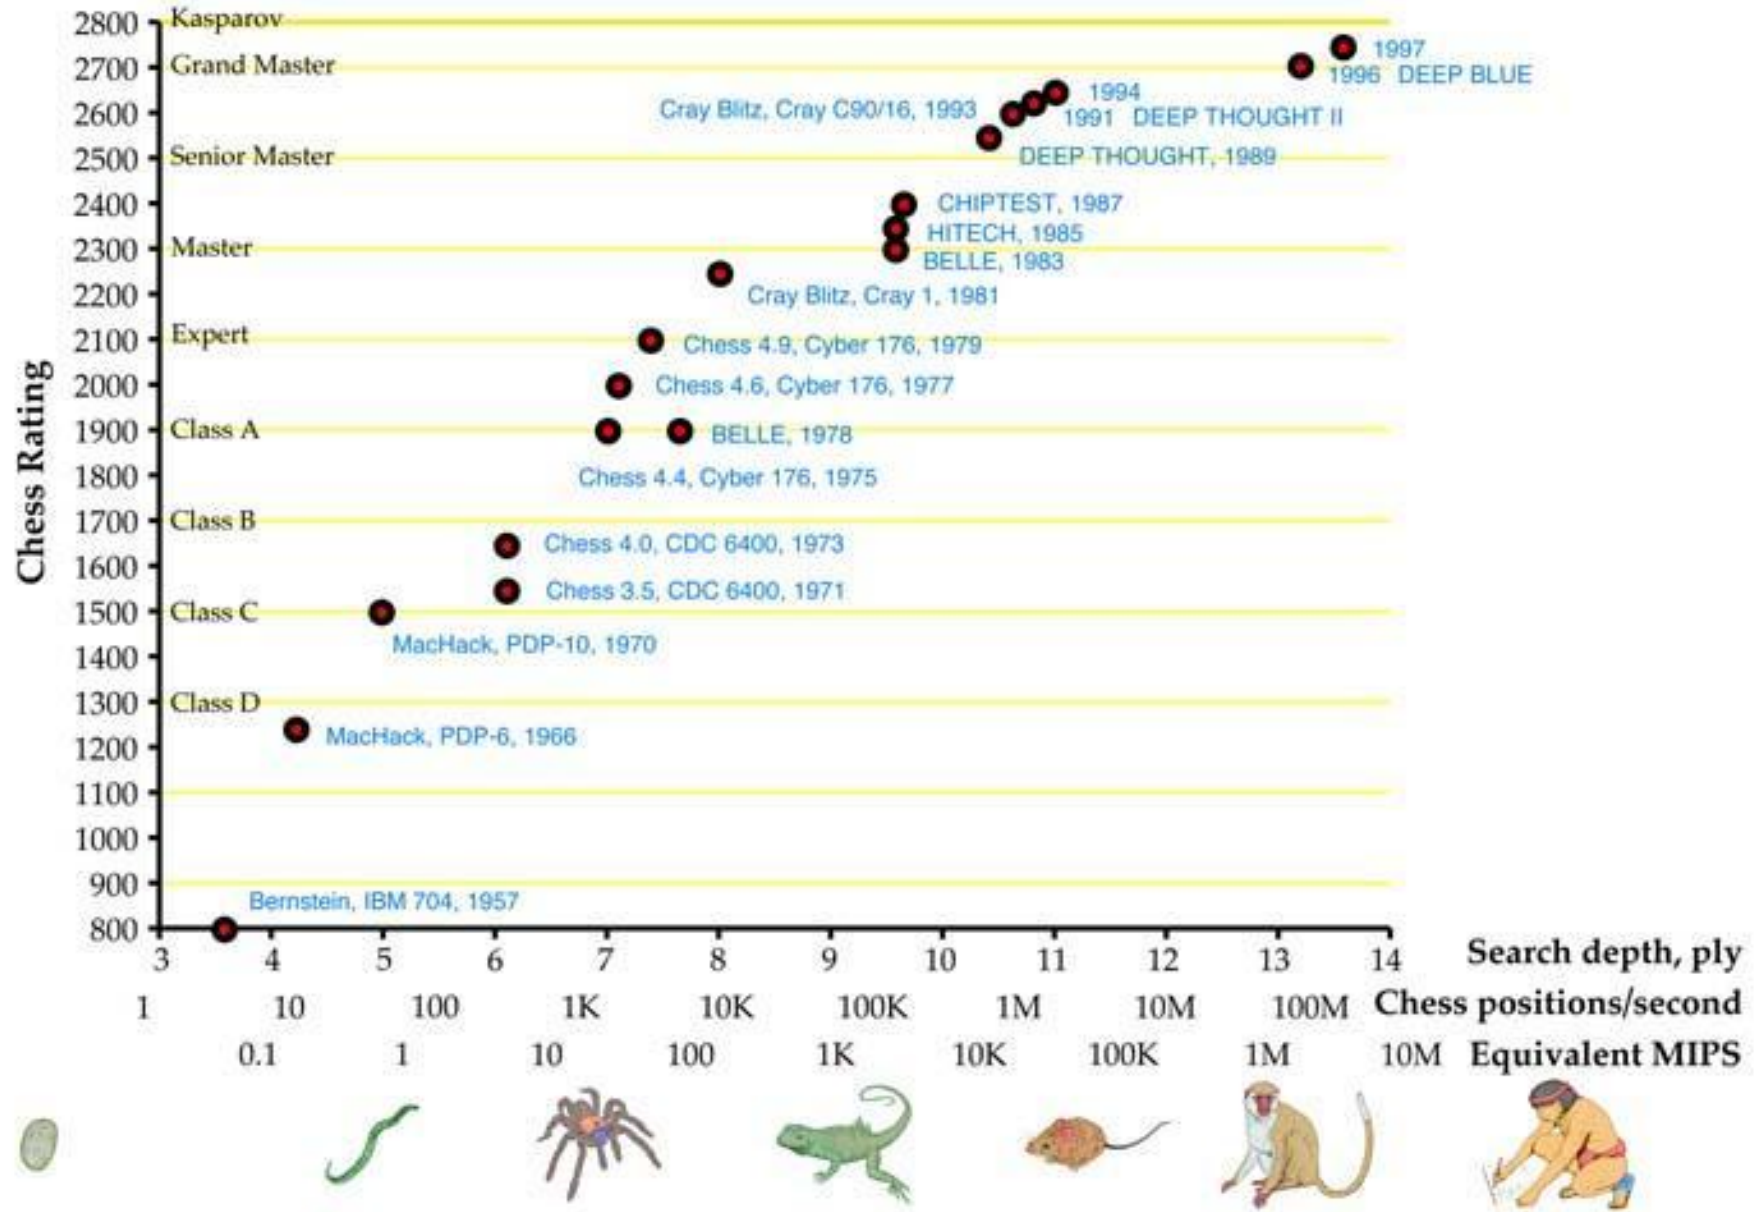 2800 Kasparov
1997
2700 Grand Master
1996 DEEP BLUE
1994
Cray Blitz, Cray C90/16, 1993
2600
1991 DEEP THOUGHT II
2500 Senior Master
DEEP THOUGHT, 1989
2400
CHIPTEST, 1987
HITECH, 1985
2300 Master
BELLE, 1983
2200
Cray Blitz, Cray 1, 1981
2100 Expert
Chess 4.9, Cyber 176, 1979
2000
Chess 4.6, Cyber 176, 1977
1900 Class A
BELLE, 1978
1800
Chess 4.4, Cyber 176, 1975
1700 Class B
Chess 4.0, CDC 6400, 1973
1600
Chess 3.5, CDC 6400, 1971
1500 Class C
MacHack, PDP-10, 1970
1400
1300 Class D
MacHack, PDP-6, 1966
1200
1100
1000
900
Bernstein, IBM 704, 1957
800
Chess Rating
3 4 5 6 7 8 9 10 11 12 13 14 Search depth, ply
1 10 100 1K 10K 100K 1M 10M 100M Chess positions/second
0.1 1 10 100 1K 10K 100K 1M 10M Equivalent MIPS